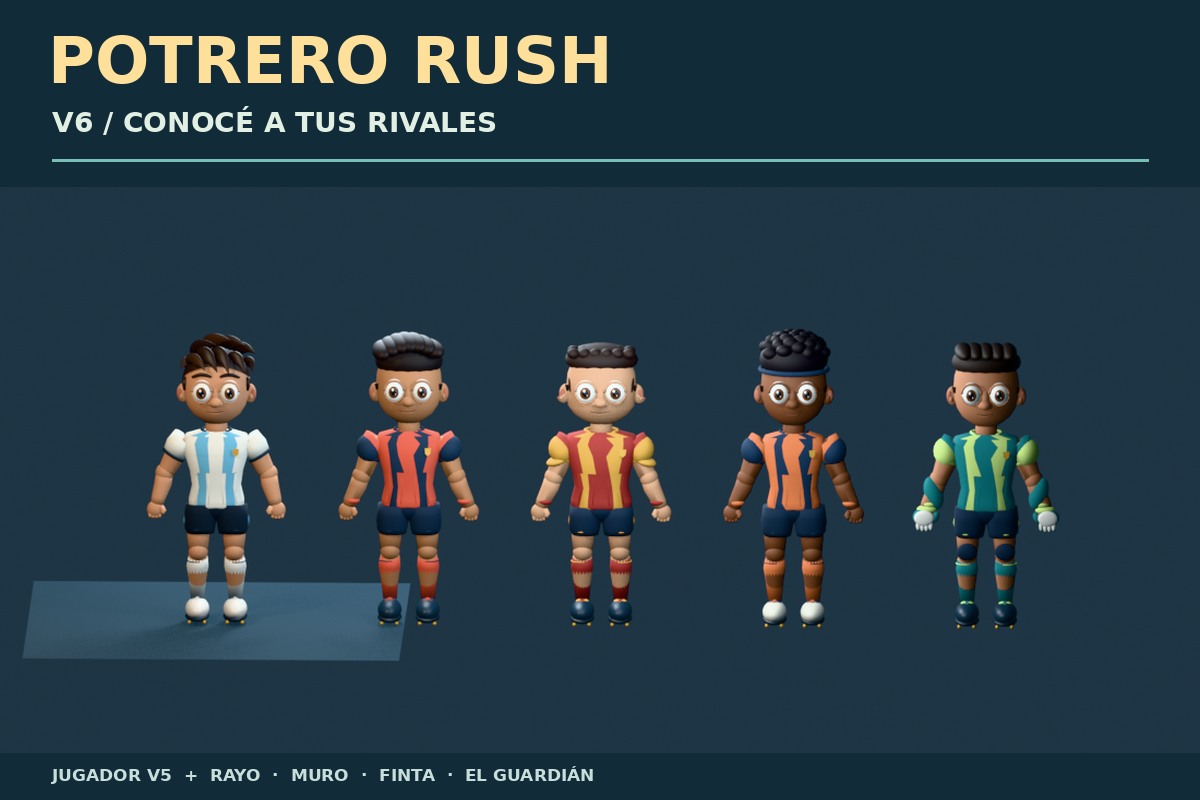 POTRERO RUSH
V6 / CONOCÉ A TUS RIVALES
JUGADOR V5 + RAYO · MURO · FINTA · EL GUARDIÁN